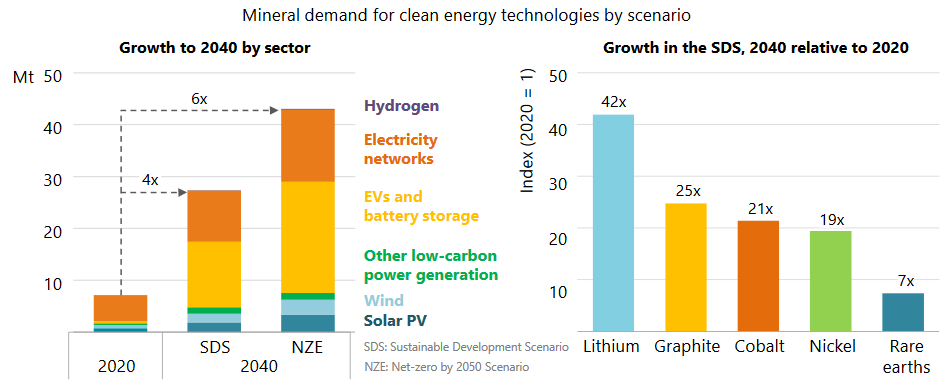 Mineral demand for clean energy technologies by scenario
Growth to 2040 by sector
Mt
50
40
30
20
10
6x
4x
SDS
NZE
2020
2040
Hydrogen
Electricity
networks
EVs and
battery storage
Other low-carbon
power generation
Wind
Solar PV
SDS: Sustainable Development Scenario
NZE: Net-zero by 2050 Scenario
Growth in the SDS, 2040 relative to 2020
Index (2020 = 1)
50
40
30
20
10
42x
25x
21x
19x
7x
Lithium
Graphite
Cobalt
Nickel
Rare
earths